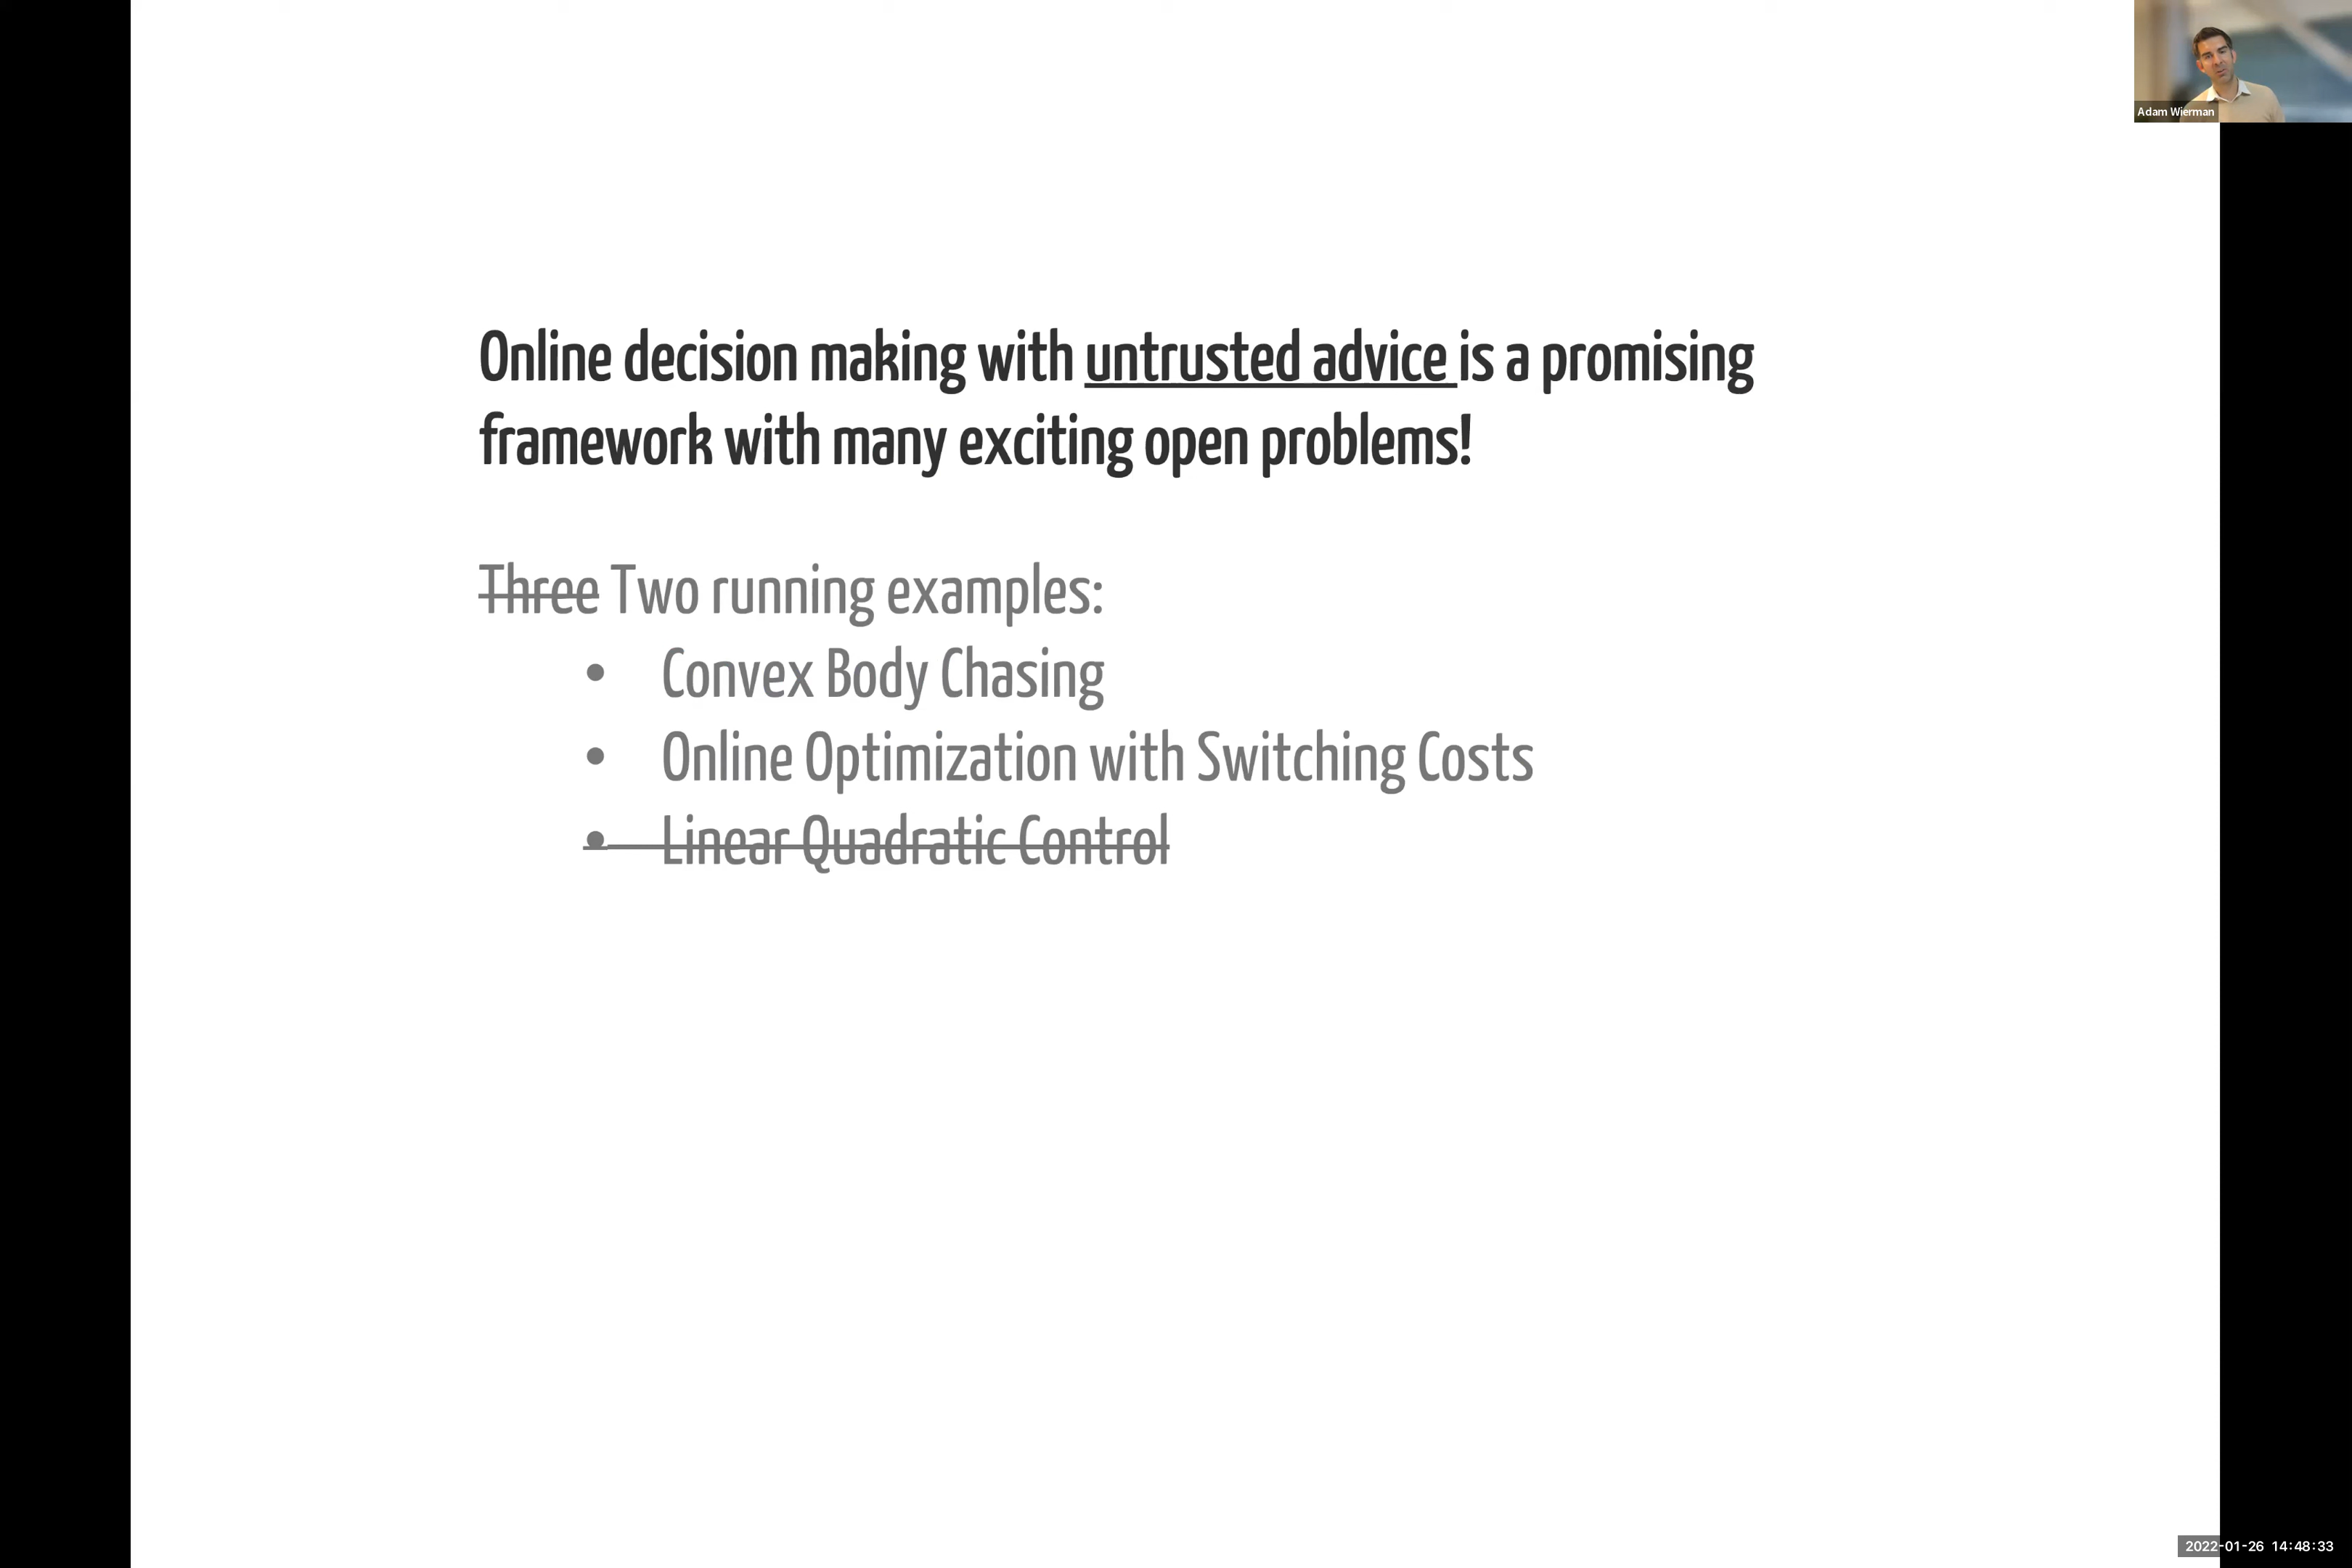 Adam Wierman
Online decision making with untrusted advice is a promising
framework with many exciting open problems!
Three Two running examples:
• Convex Body Chasing
• Online Optimization with Switching Costs
• Linear Quadratic Control
2022-01-26 14:48:33